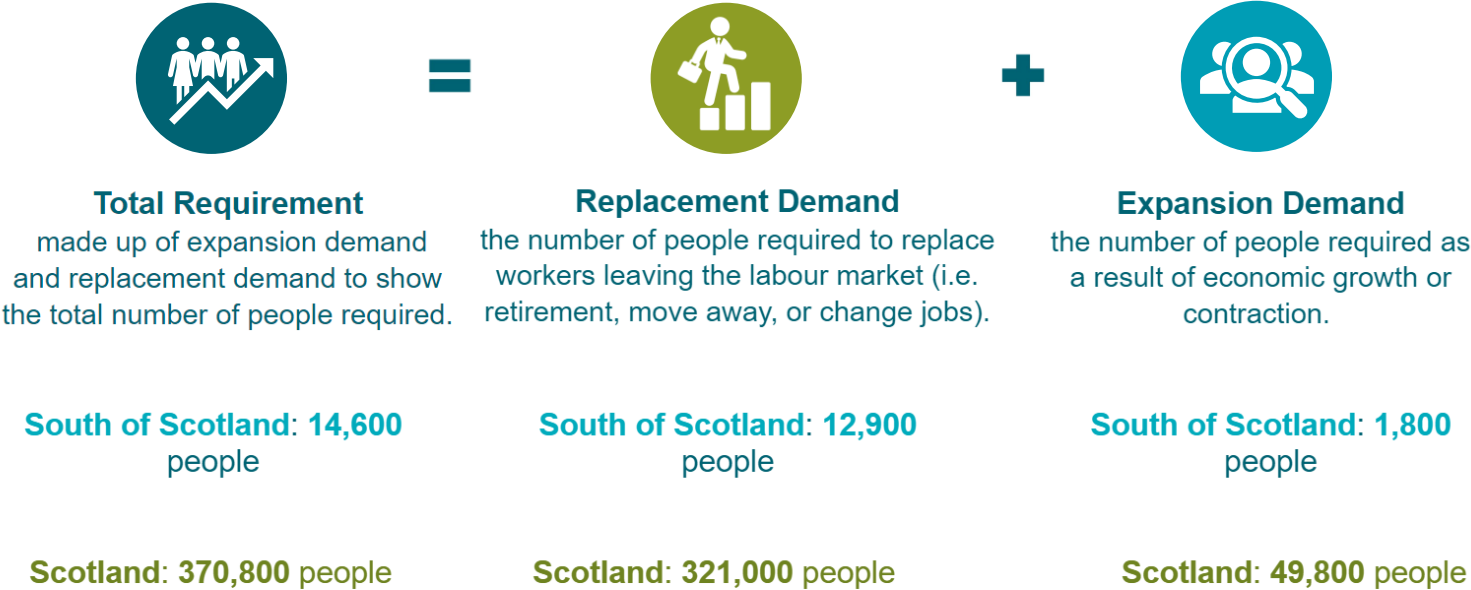 =
+
Total Requirement
made up of expansion demand
and replacement demand to show
the total number of people required.
Replacement Demand
the number of people required to replace
workers leaving the labour market (i.e.
retirement, move away, or change jobs).
Expansion Demand
the number of people required as
a result of economic growth or
contraction.
South of Scotland: 14,600
people
South of Scotland: 12,900
people
South of Scotland: 1,800
people
Scotland: 370,800 people
Scotland: 321,000 people
Scotland: 49,800 people